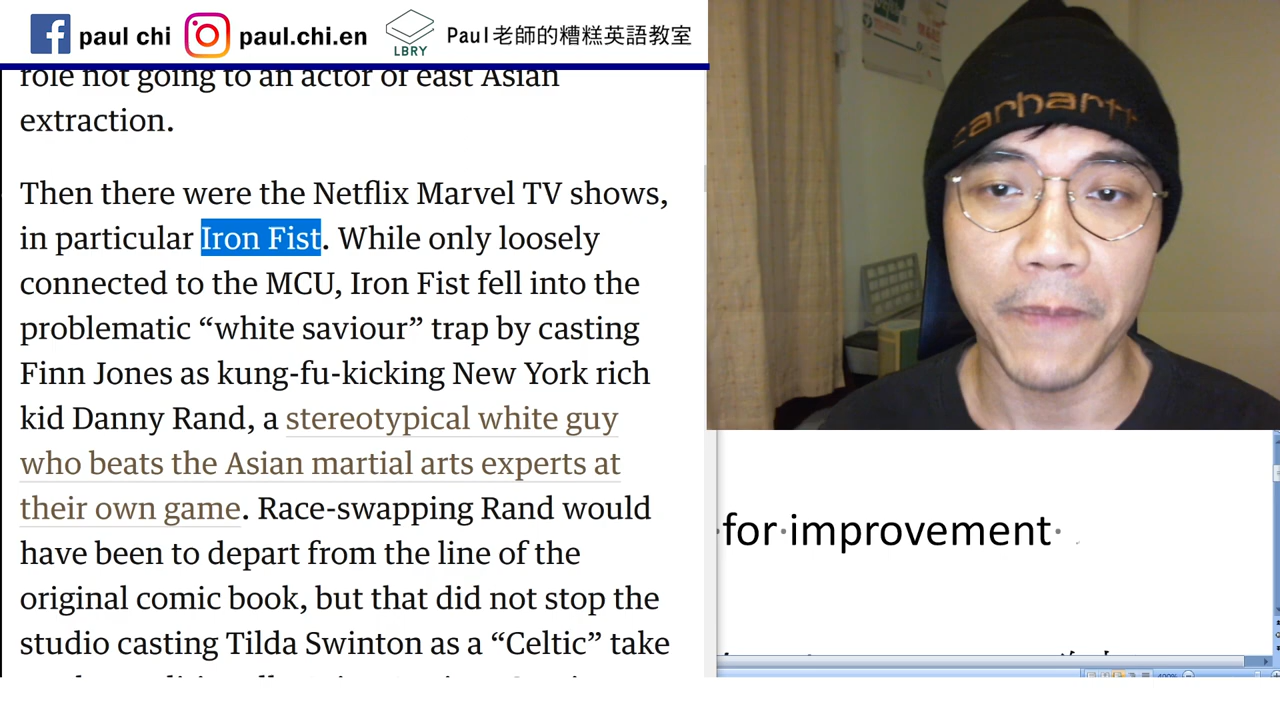 paul chi
paul.chi.en
LBRY
Paul老師的糟糕英語教室
role not going to an actor of east Asian
extraction.
Then there were the Netflix Marvel TV shows,
in particular Iron Fist. While only loosely
connected to the MCU, Iron Fist fell into the
problematic “white saviour” trap by casting
Finn Jones as kung-fu-kicking New York rich
kid Danny Rand, a stereotypical white guy
who beats the Asian martial arts experts at
their own game. Race-swapping Rand would
have been to depart from the line of the
original comic book, but that did not stop the
studio casting Tilda Swinton as a “Celtic” take
carhartt
·for·improvement·